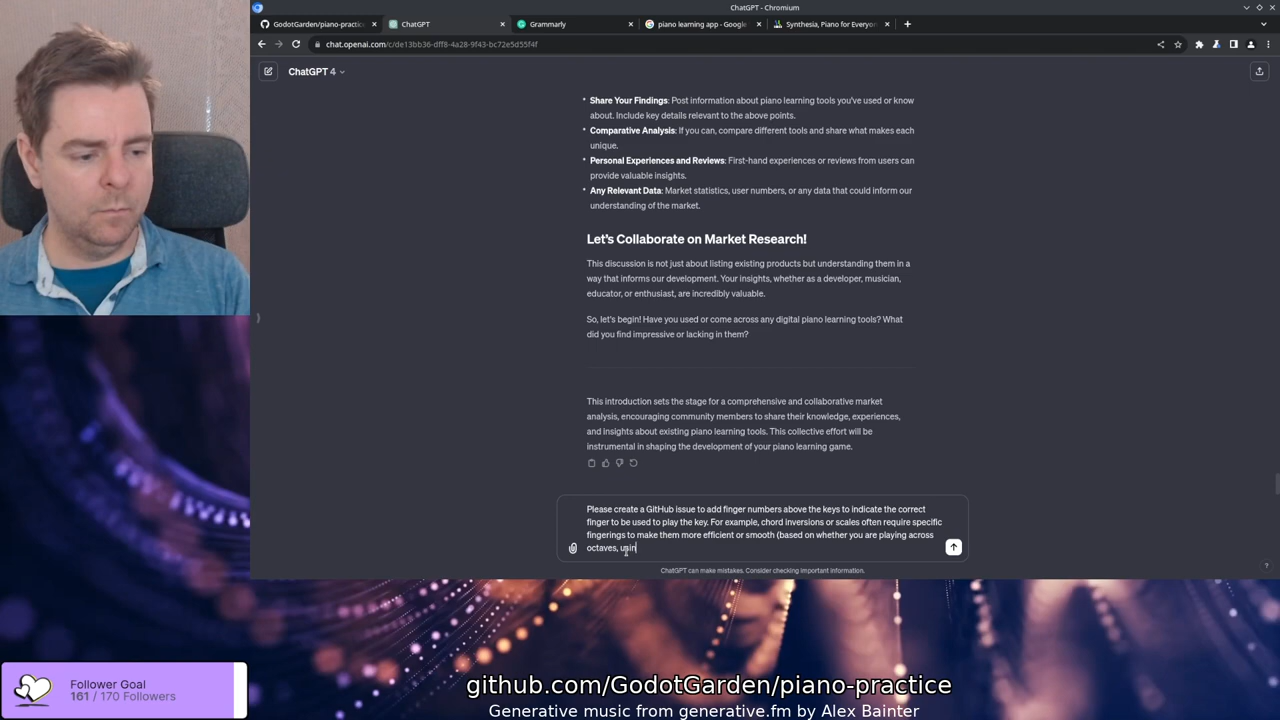 ChatGPT - Chromium
GodotGarden/piano-practic
ChatGPT
Grammarly
piano learning app - Google
Synthesia, Piano for Everyon
chat.openai.com/c/de13bb36-dff8-4a28-9f43-bc72e5d55f4f
ChatGPT 4
• Share Your Findings: Post information about piano learning tools you've used or know
about. Include key details relevant to the above points.
• Comparative Analysis: If you can, compare different tools and share what makes each
unique.
• Personal Experiences and Reviews: First-hand experiences or reviews from users can
provide valuable insights.
• Any Relevant Data: Market statistics, user numbers, or any data that could inform our
understanding of the market.
Let's Collaborate on Market Research!
This discussion is not just about listing existing products but understanding them in a
way that informs our development. Your insights, whether as a developer, musician,
educator, or enthusiast, are incredibly valuable.
So, let's begin! Have you used or come across any digital piano learning tools? What
did you find impressive or lacking in them?
This introduction sets the stage for a comprehensive and collaborative market
analysis, encouraging community members to share their knowledge, experiences,
and insights about existing piano learning tools. This collective effort will be
instrumental in shaping the development of your piano learning game.
Please create a GitHub issue to add finger numbers above the keys to indicate the correct
finger to be used to play the key. For example, chord inversions or scales often require specific
fingerings to make them more efficient or smooth (based on whether you are playing across
octaves,
ChatGPT can make mistakes. Consider checking important information.
?
Follower Goal
161 / 170 Followers
github.com/GodotGarden/piano-practice
Generative music from generative.fm by Alex Bainter